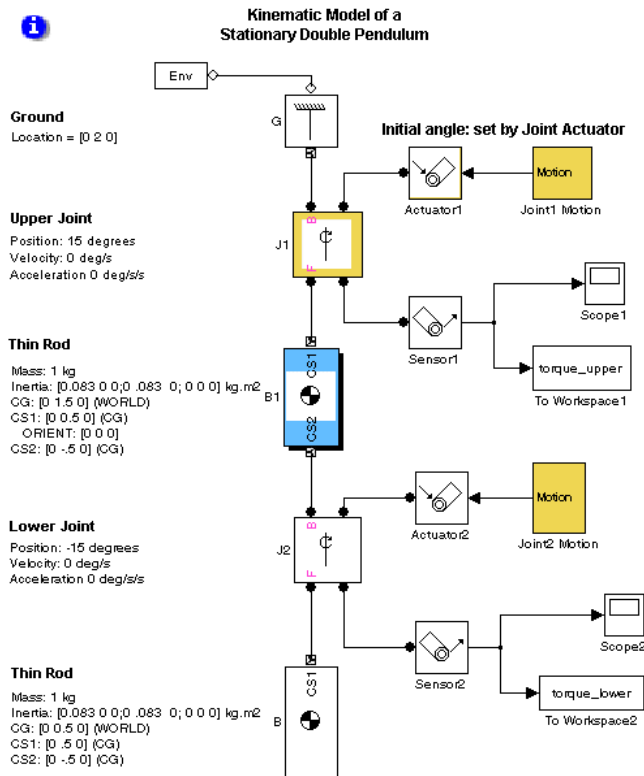 i
Kinematic Model of a
Stationary Double Pendulum
Env
Ground
Location = [0 2 0]
G
Initial angle: set by Joint Actuator
Motion
Actuator1
Joint1 Motion
Upper Joint
Position: 15 degrees
Velocity: 0 deg/s
Acceleration 0 deg/s/s
J1
B
F
Scope1
Sensor1
torque_upper
To Workspace1
Thin Rod
Mass: 1 kg
Inertia: [0.083 0 0;0 .083 0; 0 0 0] kg.m2
CG: [0 1.5 0] (WORLD)
CS1: [0 0.5 0] (CG)
ORIENT: [0 0 0]
CS2: [0 -.5 0] (CG)
B1
CS1
CS2
Motion
Actuator2
Joint2 Motion
Lower Joint
Position: -15 degrees
Velocity: 0 deg/s
Acceleration 0 deg/s/s
J2
B
F
Scope2
Sensor2
torque_lower
To Workspace2
Thin Rod
Mass: 1 kg
Inertia: [0.083 0 0;0 .083 0; 0 0 0] kg.m2
CG: [0 0.5 0] (WORLD)
CS1: [0 .5 0] (CG)
CS2: [0 -.5 0] (CG)
B
CS1